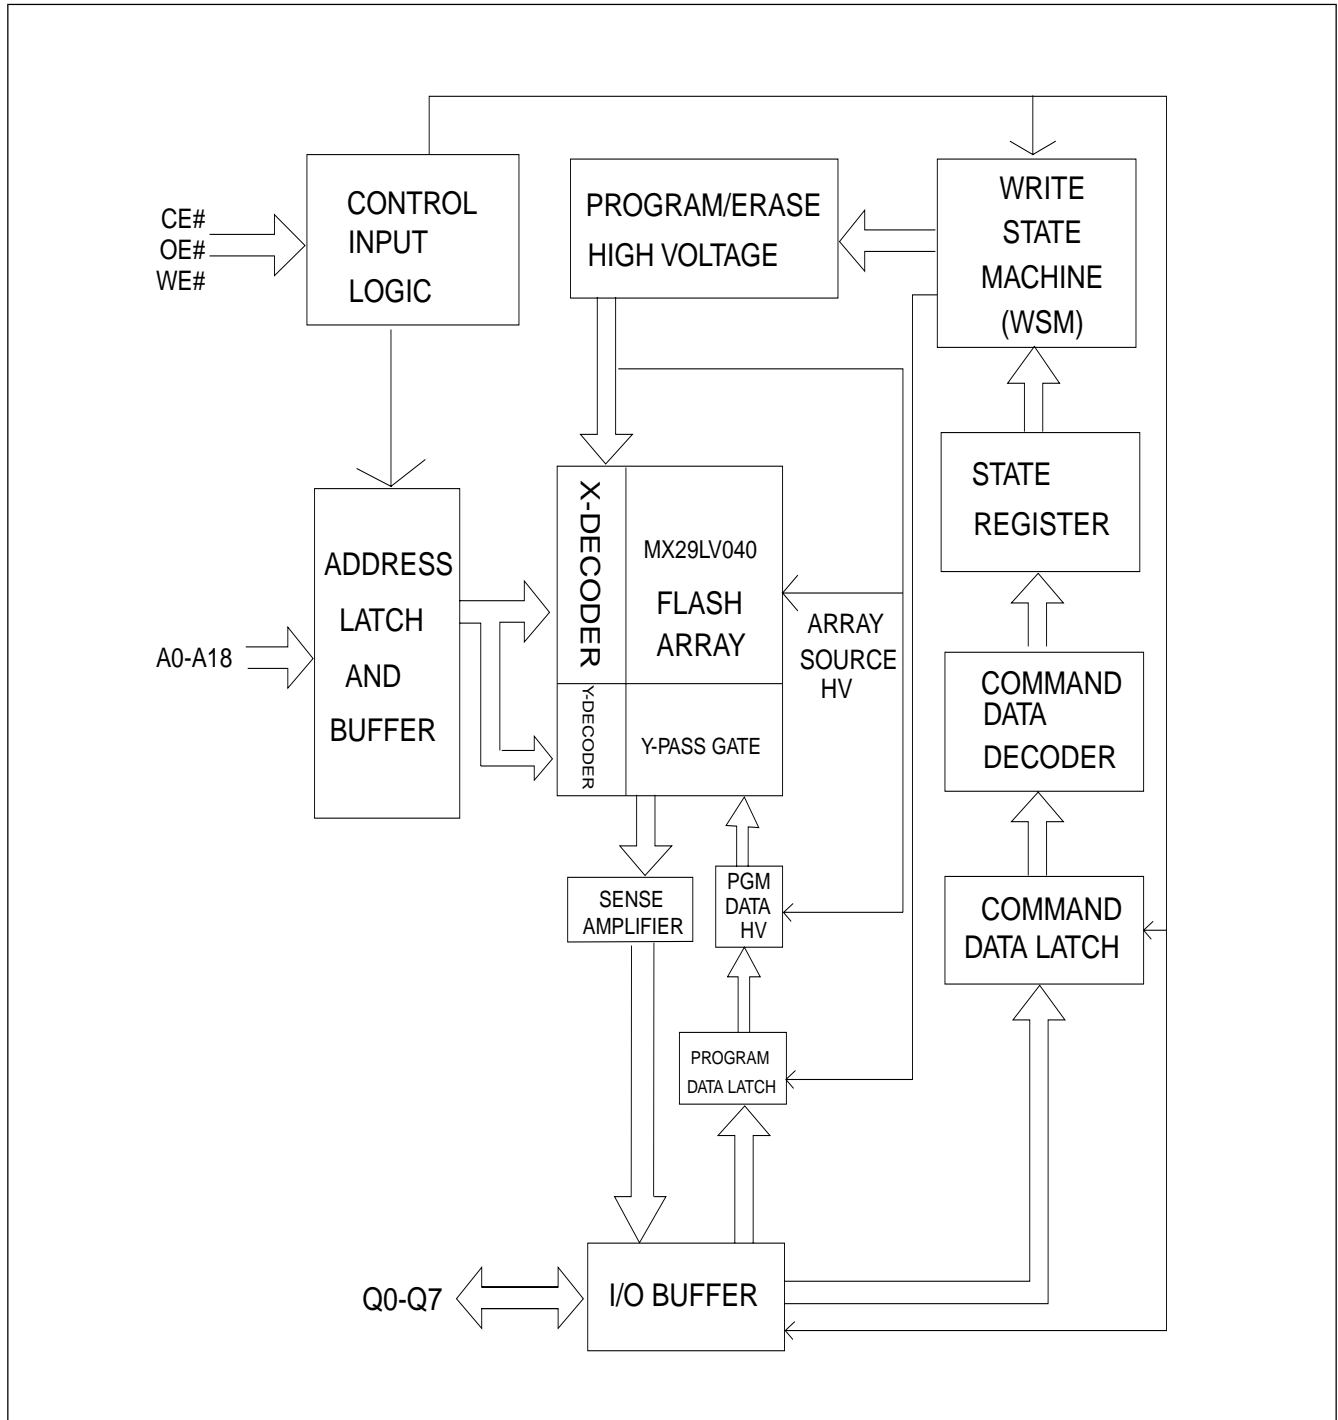 CE#
OE#
WE#
CONTROL
INPUT
LOGIC
PROGRAM/ERASE
HIGH VOLTAGE
WRITE
STATE
MACHINE
(WSM)
STATE
REGISTER
A0-A18
ADDRESS
LATCH
AND
BUFFER
X-DECODER
MX29LV040
FLASH
ARRAY
ARRAY
SOURCE
HV
Y-DECODER
Y-PASS GATE
COMMAND
DATA
DECODER
SENSE
AMPLIFIER
PGM
DATA
HV
COMMAND
DATA LATCH
PROGRAM
DATA LATCH
Q0-Q7
I/O BUFFER